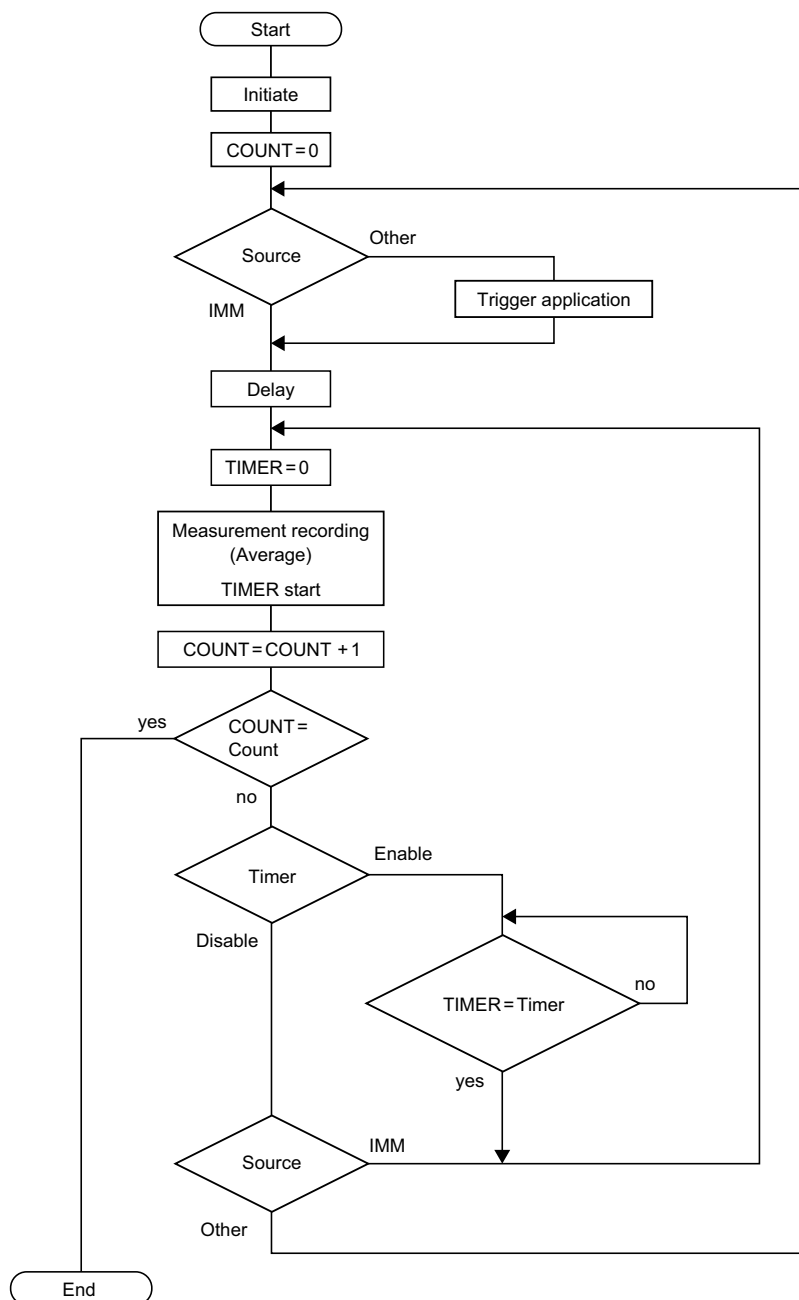 Start
Initiate
COUNT=0
Source
Other
IMM
Trigger application
Delay
TIMER=0
Measurement recording
(Average)
TIMER start
COUNT=COUNT +1
COUNT=
Count
yes
no
Timer
Enable
Disable
TIMER=Timer
no
yes
Source
IMM
Other
End